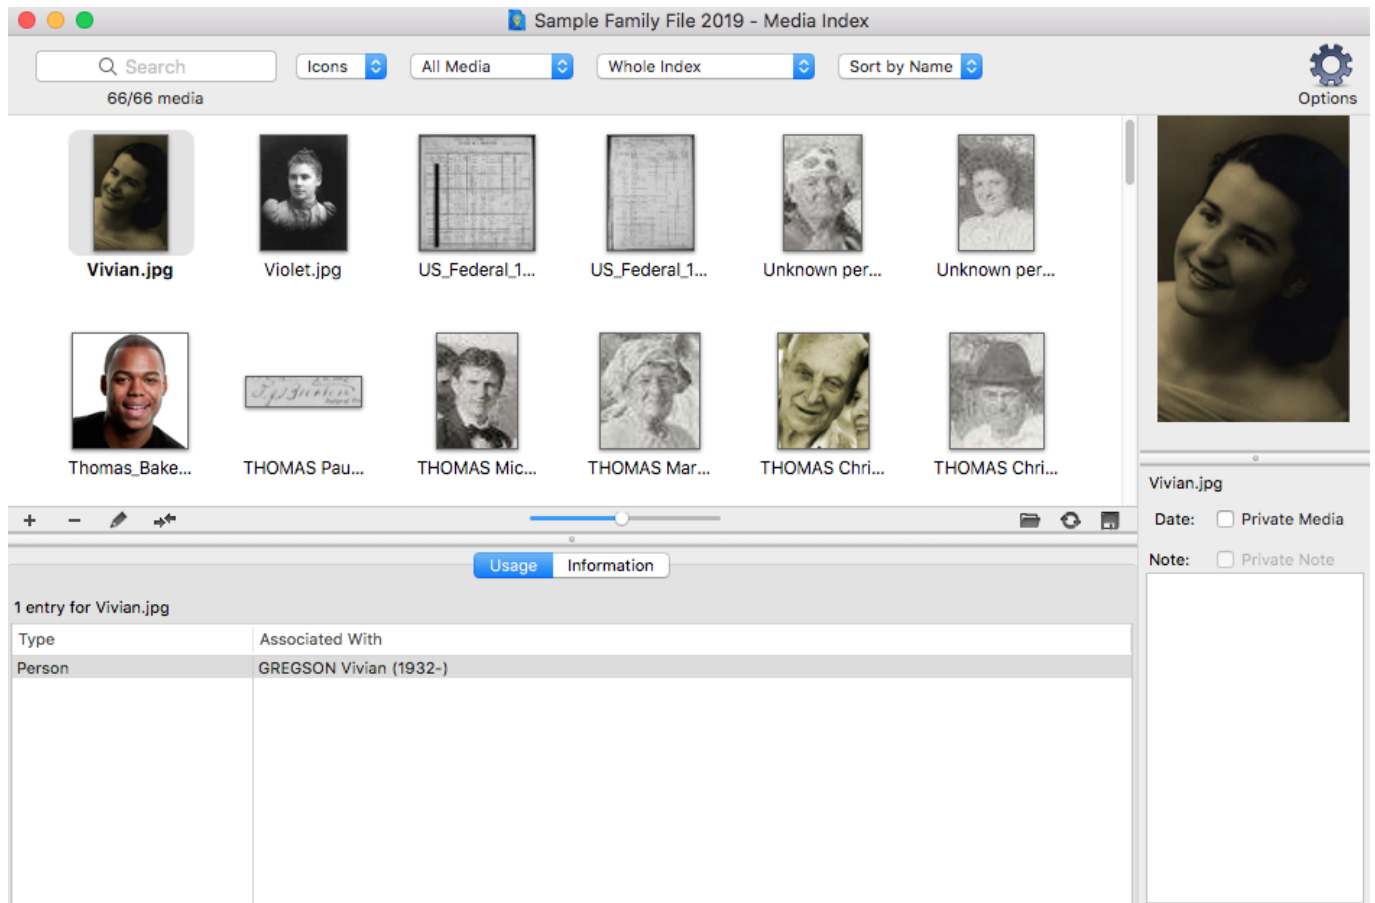 Sample Family File 2019 - Media Index
Search
Icons
All Media
Whole Index
Sort by Name
66/66 media
Options
Vivian.jpg
Violet.jpg
US_Federal_1...
US_Federal_1...
Unknown per...
Unknown per...
Thomas_Bake...
THOMAS Pau...
THOMAS Mic...
THOMAS Mar...
THOMAS Chri...
THOMAS Chri...
Vivian.jpg
Date: Private Media
Note: Private Note
Usage Information
1 entry for Vivian.jpg
Type Associated With
Person GREGSON Vivian (1932-)